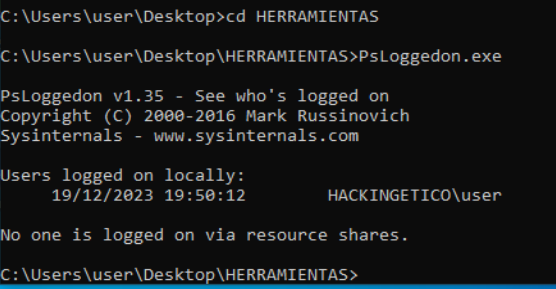 C:\Users\user\Desktop>cd HERRAMIENTAS
C:\Users\user\Desktop\HERRAMIENTAS>PsLoggedon.exe
PsLoggedon v1.35 - See who's logged on
Copyright (C) 2000-2016 Mark Russinovich
Sysinternals - www.sysinternals.com
Users logged on locally:
19/12/2023 19:50:12 HACKINGETICO\user
No one is logged on via resource shares.
C:\Users\user\Desktop\HERRAMIENTAS>